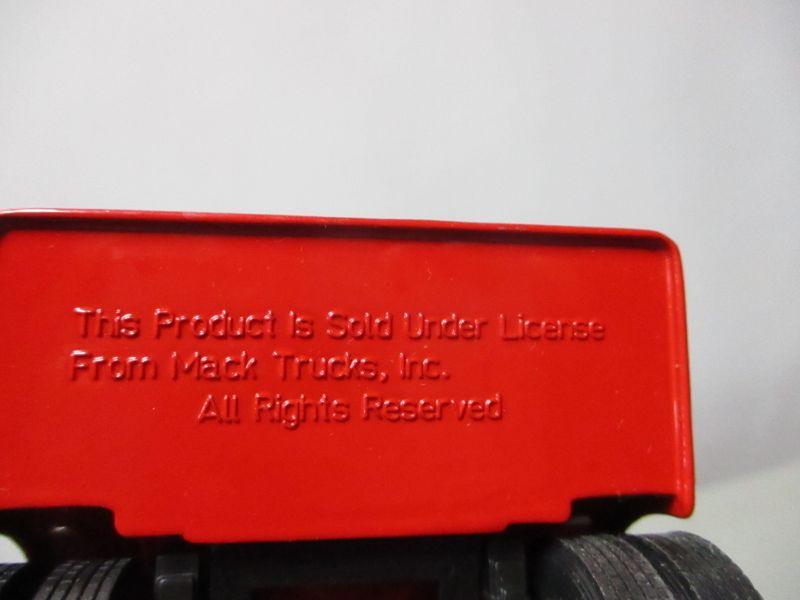 This Product Is Sold Under License
From Mack Trucks, Inc.
All Rights Reserved